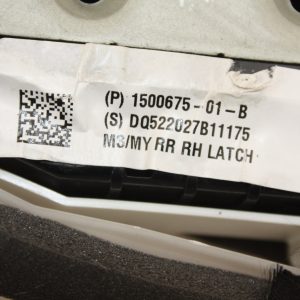 (P) 1500675-01-B
(S) DQ522027B11175
M3/MY RR RH LATCH